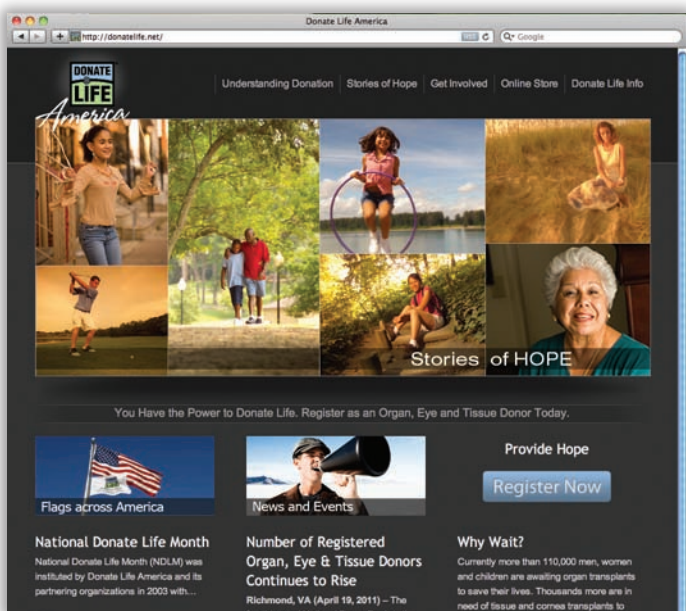 Donate Life America
http://donatelife.net/
RSS
Google
DONATE
LIFE
America
Understanding Donation
Stories of Hope
Get Involved
Online Store
Donate Life Info
Stories of HOPE
You Have the Power to Donate Life. Register as an Organ, Eye and Tissue Donor Today.
Flags across America
News and Events
Provide Hope
Register Now
National Donate Life Month
National Donate Life Month (NDLM) was
instituted by Donate Life America and its
partnering organizations in 2003 with...
Number of Registered
Organ, Eye & Tissue Donors
Continues to Rise
Richmond, VA (April 19, 2011) – The
Why Wait?
Currently more than 110,000 men, women
and children are awaiting organ transplants
to save their lives. Thousands more are in
need of tissue and cornea transplants to